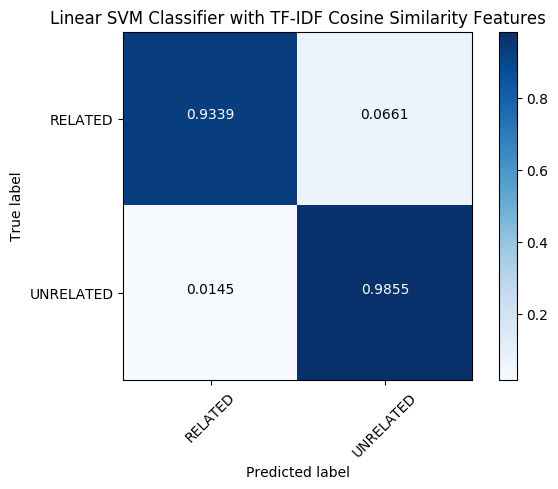 Linear SVM Classifier with TF-IDF Cosine Similarity Features
True label
RELATED
0.9339
0.0661
UNRELATED
0.0145
0.9855
RELATED
UNRELATED
Predicted label
0.8
0.6
0.4
0.2